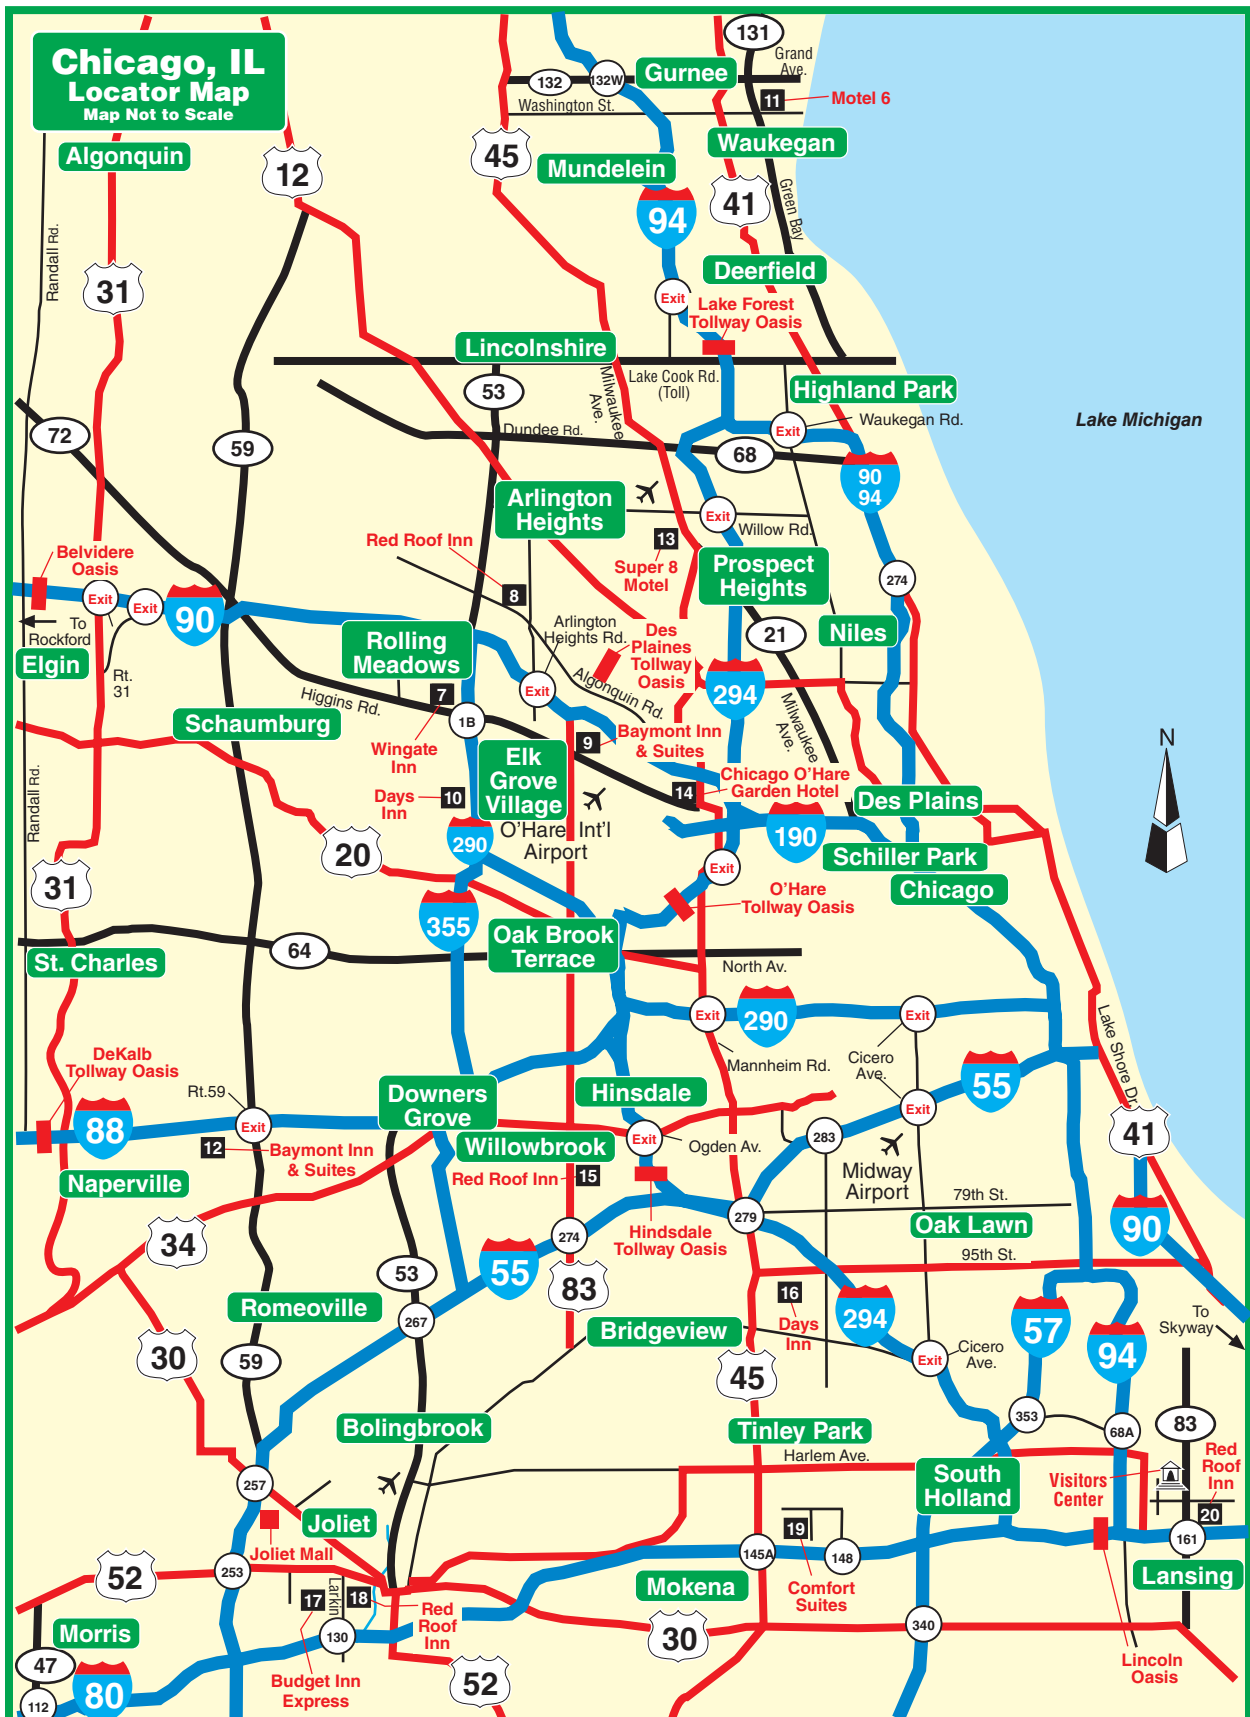 Chicago, IL
Locator Map
Map Not to Scale
131
Grand
Ave.
132
132W
Gurnee
Washington St.
11
Motel 6
Algonquin
12
45
Mundelein
Waukegan
94
41
Green Bay
Randall Rd.
31
Deerfield
Exit
Lake Forest
Tollway Oasis
Lincolnshire
53
Milwaukee
Ave.
Lake Cook Rd.
(Toll)
Highland Park
Waukegan Rd.
Exit
Lake Michigan
72
59
Dundee Rd.
68
90
94
Arlington
Heights
Exit
Willow Rd.
Red Roof Inn
13
Super 8
Motel
Prospect
Heights
274
Belvidere
Oasis
Exit
Exit
90
8
To
Rockford
Elgin
Rt.
31
Rolling
Meadows
Arlington
Heights Rd.
Des
Plaines
Tollway
Oasis
21
Niles
Higgins Rd.
7
Exit
Algonquin Rd.
294
Milwaukee
Ave.
Schaumburg
1B
Wingate
Inn
9
Baymont Inn
& Suites
N
Elk
Grove
Village
Days
Inn
10
14
Chicago O'Hare
Garden Hotel
Des Plains
Randall Rd.
20
290
O'Hare Int'l
Airport
190
Schiller Park
31
Exit
Chicago
355
O'Hare
Tollway Oasis
64
Oak Brook
Terrace
St. Charles
North Av.
Exit
290
Exit
Lake Shore Dr.
Mannheim Rd.
Cicero
Ave.
DeKalb
Tollway Oasis
55
Rt.59
Downers
Grove
Hinsdale
Exit
88
Exit
12
Baymont Inn
& Suites
Willowbrook
Exit
Ogden Av.
283
Midway
Airport
41
Naperville
Red Roof Inn
15
79th St.
279
Oak Lawn
90
34
274
Hindsdale
Tollway Oasis
95th St.
53
55
83
Romeoville
267
16
Days
Inn
294
57
To
Skyway
94
Bridgeview
30
59
45
Exit
Cicero
Ave.
Bolingbrook
Tinley Park
353
68A
83
Harlem Ave.
257
South
Holland
Visitors
Center
Red
Roof
Inn
20
Joliet
Joliet Mall
19
161
52
253
145A
148
Lansing
Larkin
17
18
Mokena
Comfort
Suites
Red
Roof
Inn
Morris
130
30
340
47
Lincoln
Oasis
80
112
Budget Inn
Express
52